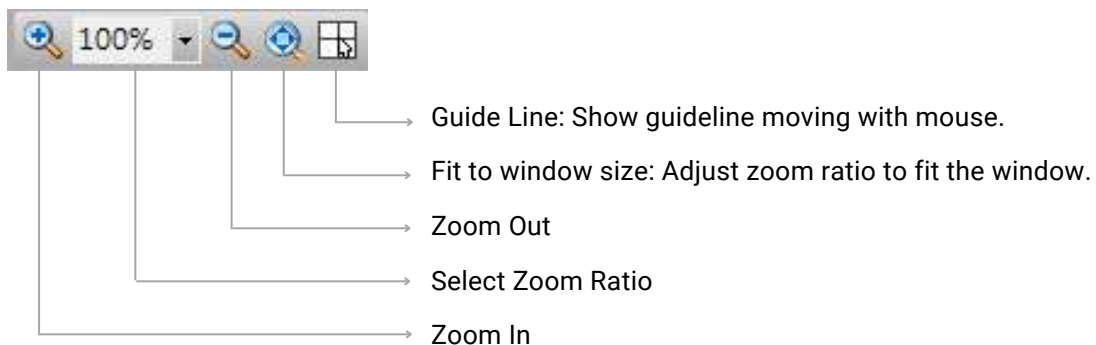 100%
Guide Line: Show guideline moving with mouse.
Fit to window size: Adjust zoom ratio to fit the window.
Zoom Out
Select Zoom Ratio
Zoom In